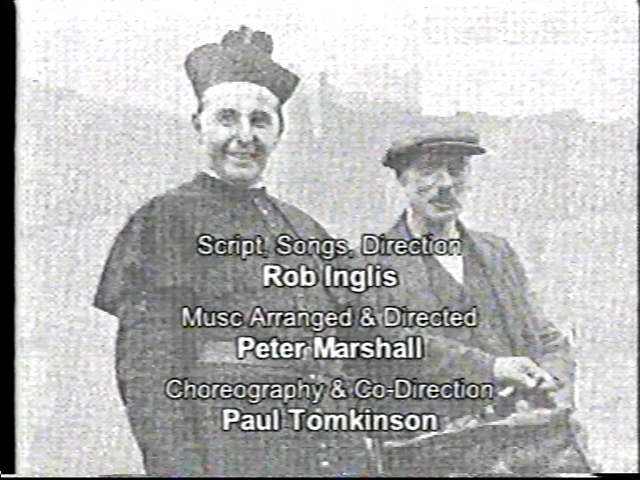 Script, Songs, Direction
Rob Inglis
Musc Arranged & Directed
Peter Marshall
Choreography & Co-Direction
Paul Tomkinson